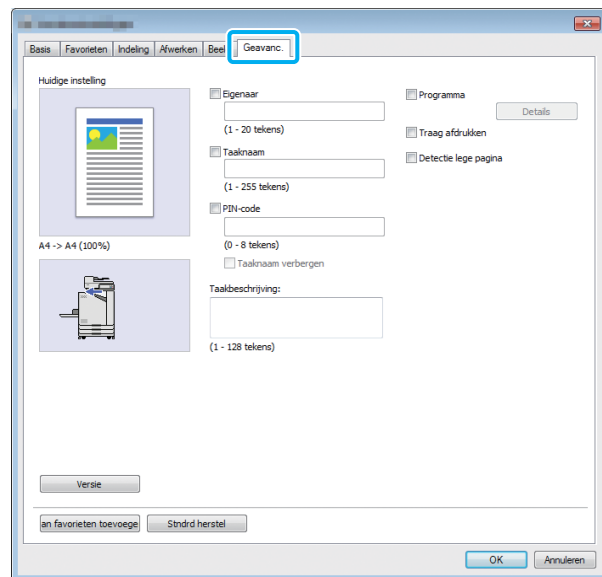 Basis Favorieten Indeling Afwerken Beel Geavanc.
Huidige instelling
A4 -> A4 (100%)
Eigenaar
(1 - 20 tekens)
Taaknaam
(1 - 255 tekens)
PIN-code
(0 - 8 tekens)
Taaknaam verbergen
Taakbeschrijving:
(1 - 128 tekens)
Programma
Details
Traag afdrukken
Detectie lege pagina
Versie
an favorieten toevoege Stndrd herstel
OK Annuleren